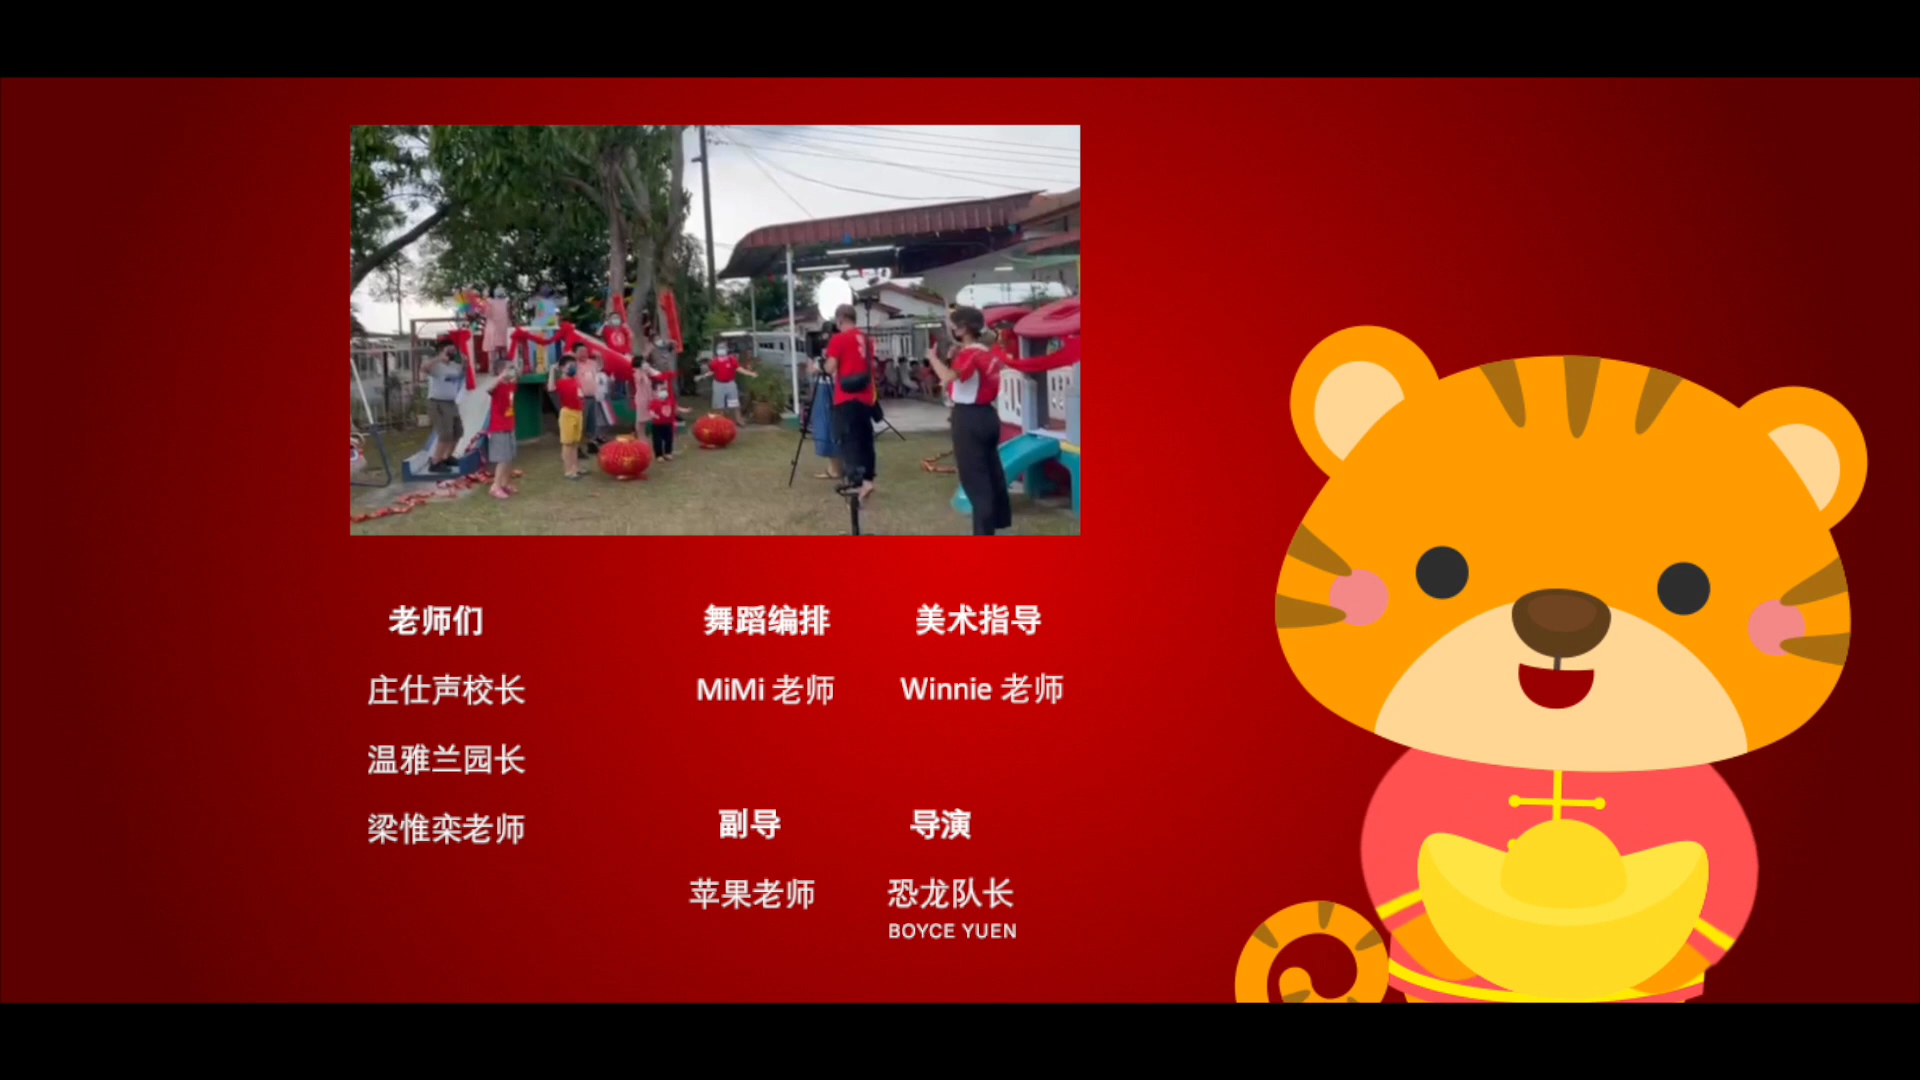 老师们
庄仕声校长
温雅兰园长
梁惟栾老师
舞蹈编排
MiMi 老师
美术指导
Winnie 老师
副导
苹果老师
导演
恐龙队长
BOYCE YUEN